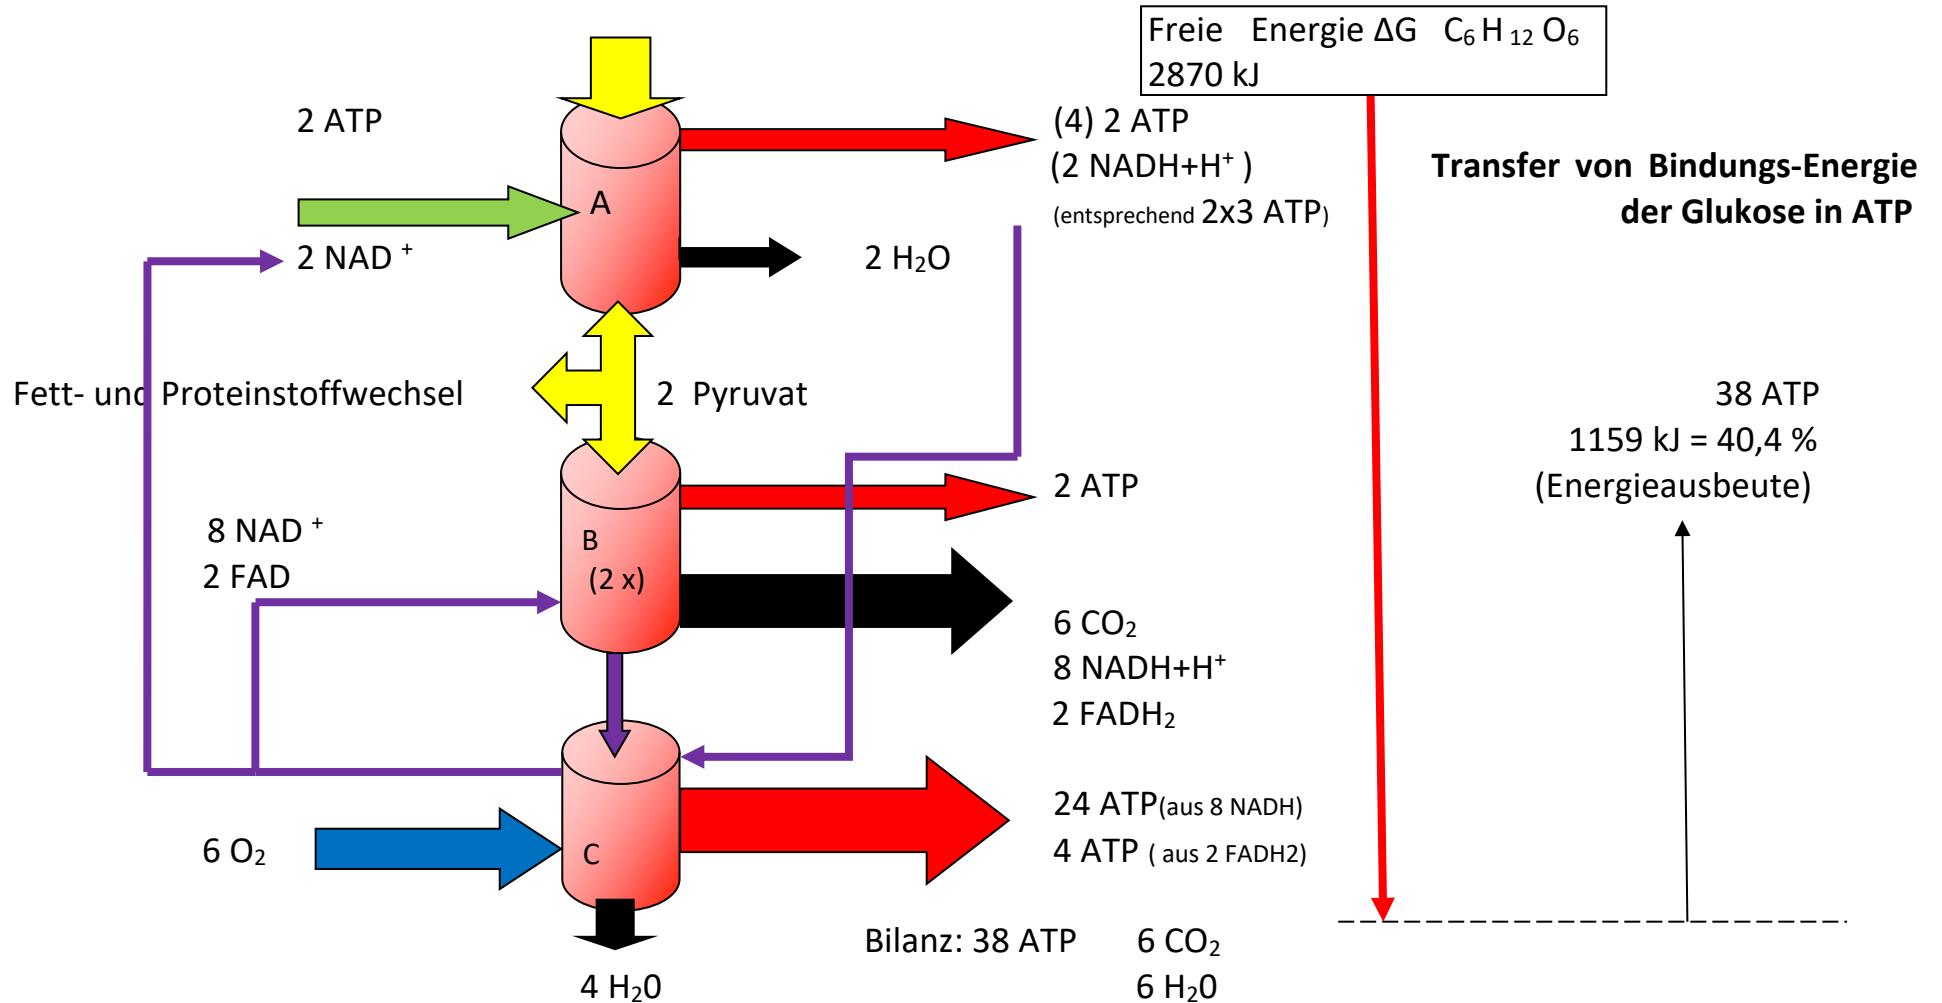 Freie Energie ΔG C₆H₁₂O₆
2870 kJ
2 ATP
(4) 2 ATP
(2 NADH+H⁺ )
(entsprechend 2x3 ATP)
Transfer von Bindungs-Energie
der Glukose in ATP
A
2 NAD ⁺
2 H₂O
Fett- und Proteinstoffwechsel
2 Pyruvat
38 ATP
1159 kJ = 40,4 %
(Energieausbeute)
2 ATP
8 NAD ⁺
2 FAD
B
(2 x)
6 CO₂
8 NADH+H⁺
2 FADH₂
24 ATP(aus 8 NADH)
4 ATP ( aus 2 FADH2)
6 O₂
C
Bilanz: 38 ATP 6 CO₂
6 H₂0
4 H₂0